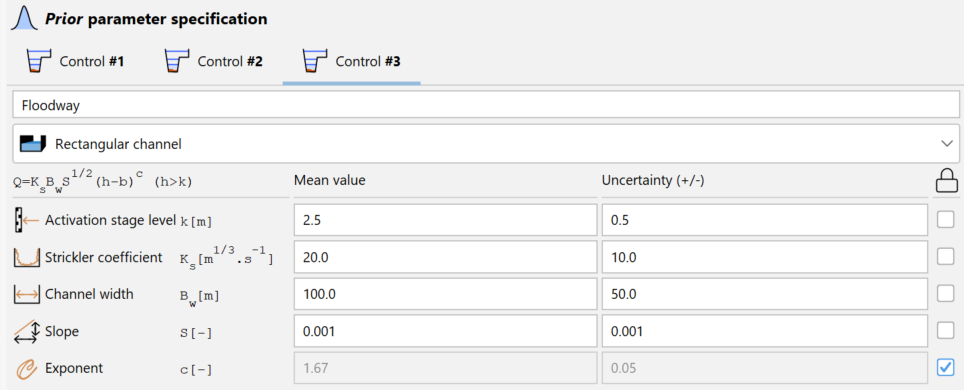 Prior parameter specification
Control #1 Control #2 Control #3
Floodway
Rectangular channel
Q=K_s B_w S^1/2 (h-b)^c (h>k) Mean value Uncertainty (+/-)
Activation stage level k[m] 2.5 0.5
Strickler coefficient K_s[m^1/3.s^-1] 20.0 10.0
Channel width B_w[m] 100.0 50.0
Slope S[-] 0.001 0.001
Exponent c[-] 1.67 0.05